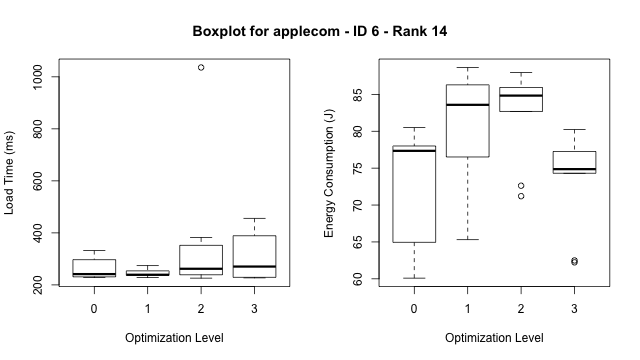 Boxplot for applecom - ID 6 - Rank 14
Load Time (ms)
1000
800
600
400
200
0 1 2 3
Optimization Level
Energy Consumption (J)
85
80
75
70
65
60
0 1 2 3
Optimization Level